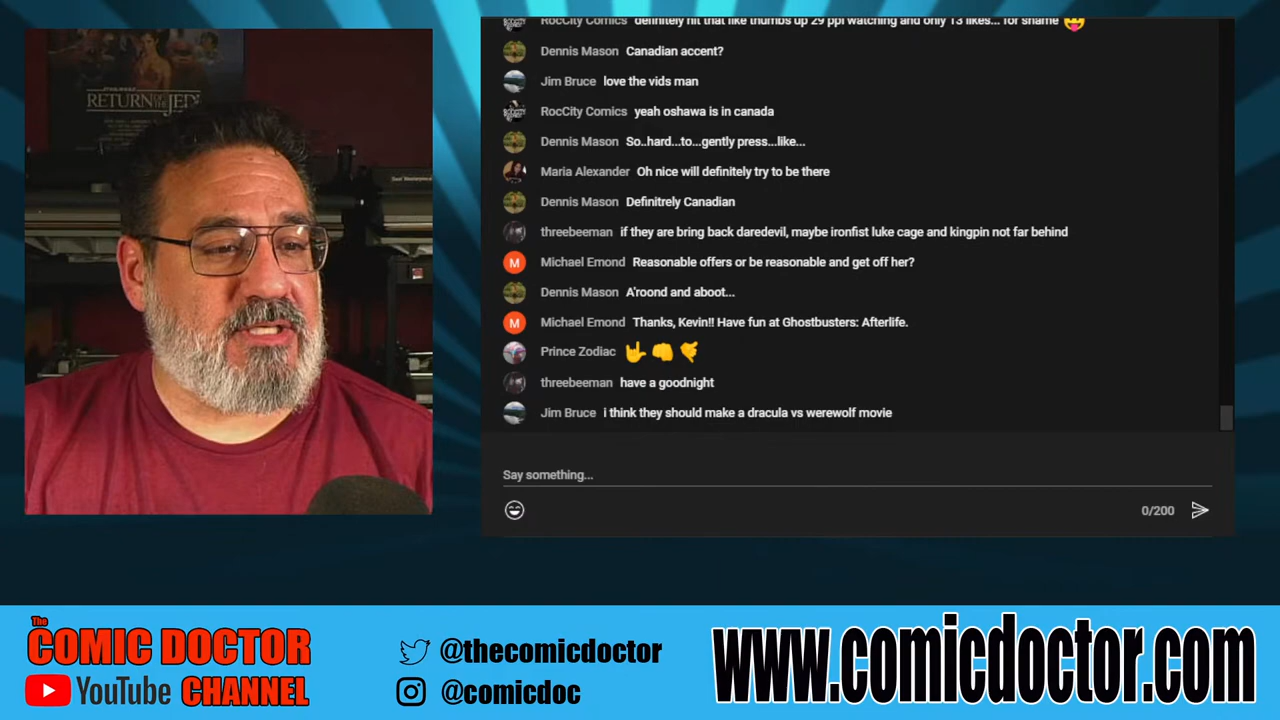 STAR WARS
RETURN OF THE JEDI
RocCity Comics definitely hit that like thumbs up 29 ppl watching and only 13 likes... for shame 😛
Dennis Mason Canadian accent?
Jim Bruce love the vids man
RocCity Comics yeah oshawa is in canada
Dennis Mason So..hard...to...gently press...like...
Maria Alexander Oh nice will definitely try to be there
Dennis Mason Definitrely Canadian
threebeeman if they are bring back daredevil, maybe ironfist luke cage and kingpin not far behind
M Michael Emond Reasonable offers or be reasonable and get off her?
Dennis Mason A'roond and aboot...
M Michael Emond Thanks, Kevin!! Have fun at Ghostbusters: Afterlife.
Prince Zodiac 🤟👊🤙
threebeeman have a goodnight
Jim Bruce i think they should make a dracula vs werewolf movie
Say something...
0/200
The
COMIC DOCTOR
YouTube CHANNEL
@thecomicdoctor
@comicdoc
www.comicdoctor.com